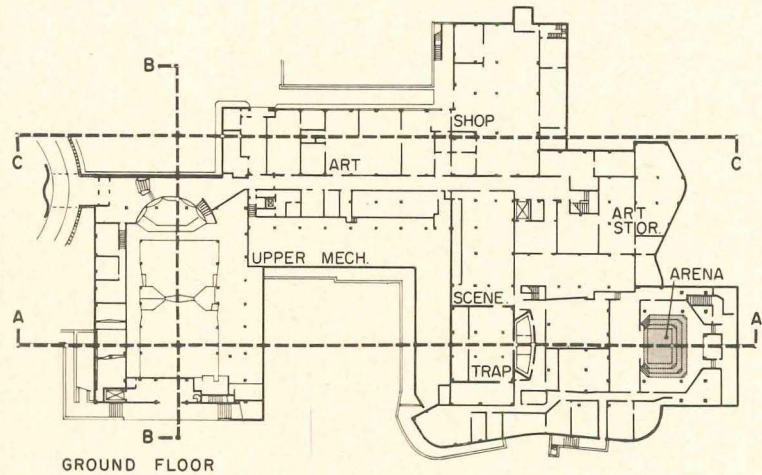 B
C
C
SHOP
ART
ART
STOR.
UPPER MECH.
ARENA
SCENE.
A
A
TRAP
B
GROUND FLOOR